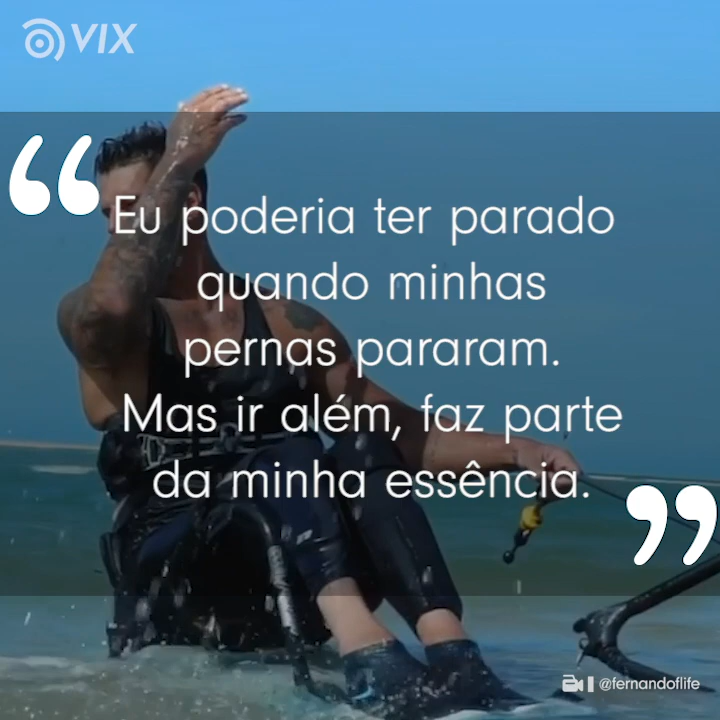 VIX
“Eu poderia ter parado
quando minhas
pernas pararam.
Mas ir além, faz parte
da minha essência.”
@fernandoflife